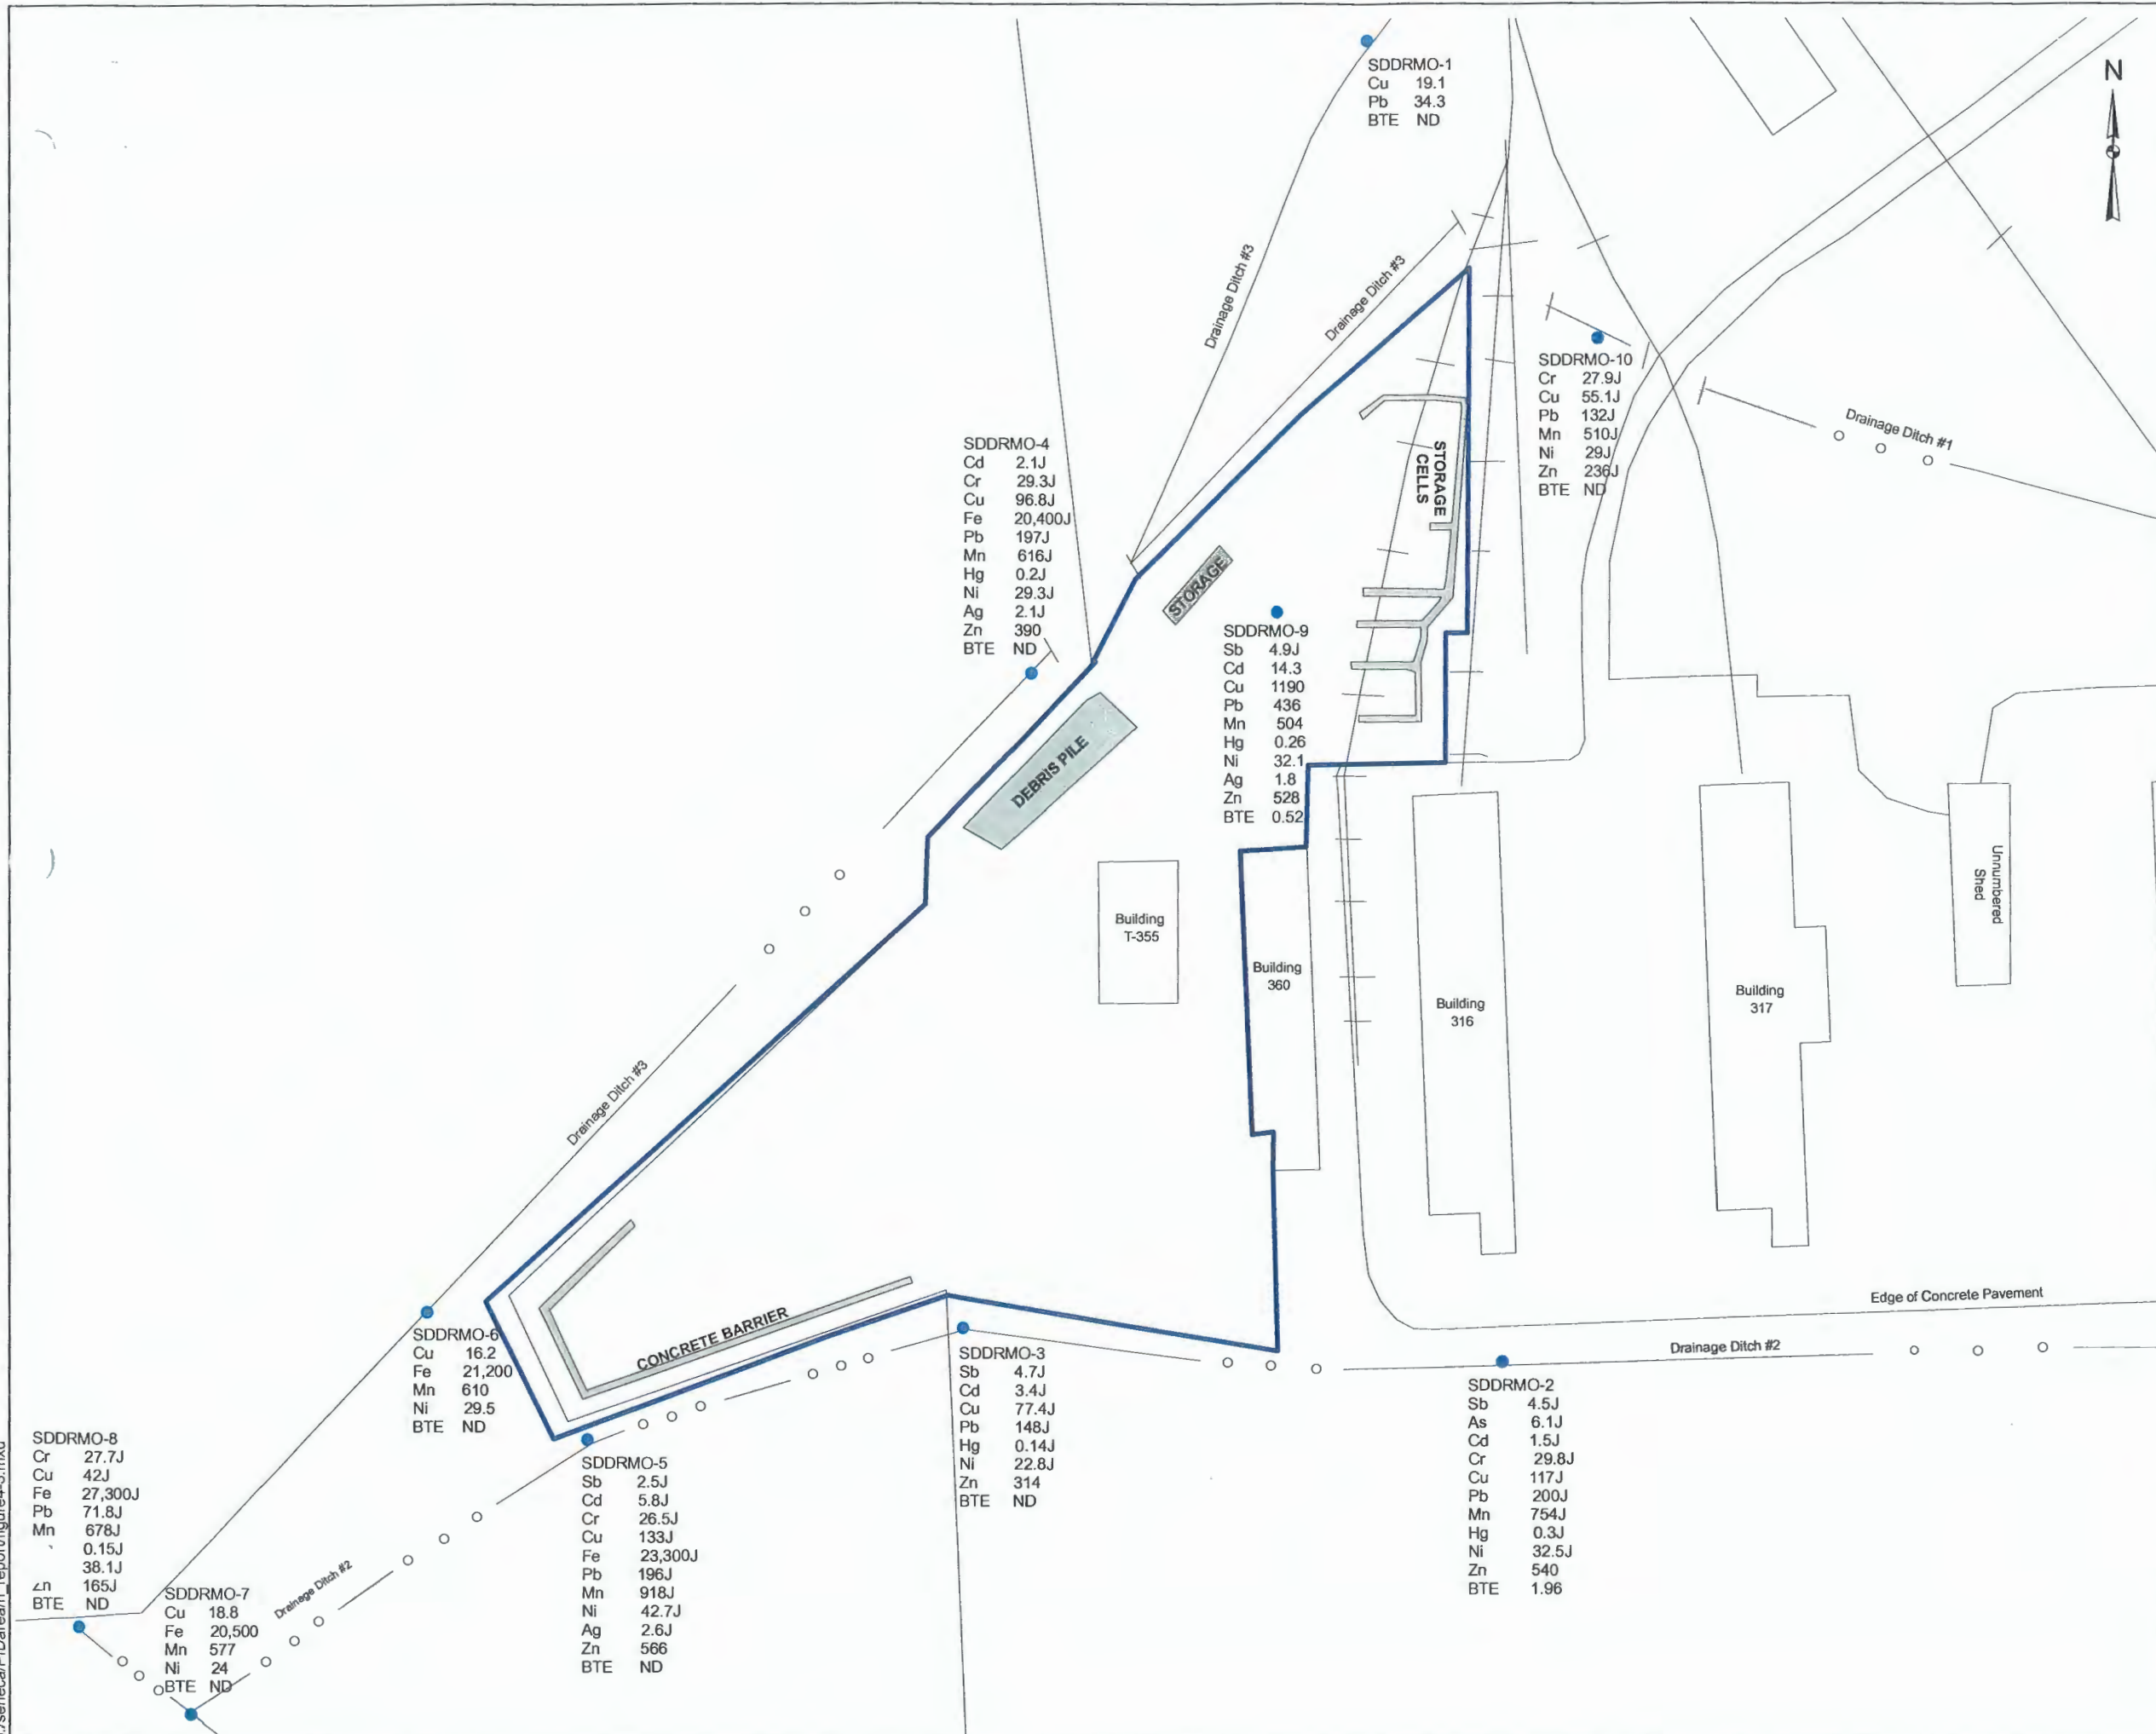 N
SDDRMO-1
Cu 19.1
Pb 34.3
BTE ND
Drainage Ditch #3
Drainage Ditch #3
SDDRMO-10
Cr 27.9J
Cu 55.1J
Pb 132J
Mn 510J
Ni 29J
Zn 236J
BTE ND
Drainage Ditch #1
SDDRMO-4
Cd 2.1J
Cr 29.3J
Cu 96.8J
Fe 20,400J
Pb 197J
Mn 616J
Hg 0.2J
Ni 29.3J
Ag 2.1J
Zn 390
BTE ND
STORAGE
CELLS
STORAGE
SDDRMO-9
Sb 4.9J
Cd 14.3
Cu 1190
Pb 436
Mn 504
Hg 0.26
Ni 32.1
Ag 1.8
Zn 528
BTE 0.52
DEBRIS PILE
Building
T-355
Building
360
Building
316
Building
317
Unnumbered
Shed
Drainage Ditch #3
Edge of Concrete Pavement
Drainage Ditch #2
CONCRETE BARRIER
SDDRMO-6
Cu 16.2
Fe 21,200
Mn 610
Ni 29.5
BTE ND
SDDRMO-3
Sb 4.7J
Cd 3.4J
Cu 77.4J
Pb 148J
Hg 0.14J
Ni 22.8J
Zn 314
BTE ND
SDDRMO-2
Sb 4.5J
As 6.1J
Cd 1.5J
Cr 29.8J
Cu 117J
Pb 200J
Mn 754J
Hg 0.3J
Ni 32.5J
Zn 540
BTE 1.96
SDDRMO-8
Cr 27.7J
Cu 42J
Fe 27,300J
Pb 71.8J
Mn 678J
0.15J
38.1J
Zn 165J
BTE ND
SDDRMO-5
Sb 2.5J
Cd 5.8J
Cr 26.5J
Cu 133J
Fe 23,300J
Pb 196J
Mn 918J
Ni 42.7J
Ag 2.6J
Zn 566
BTE ND
Drainage Ditch #2
SDDRMO-7
Cu 18.8
Fe 20,500
Mn 577
Ni 24
BTE ND